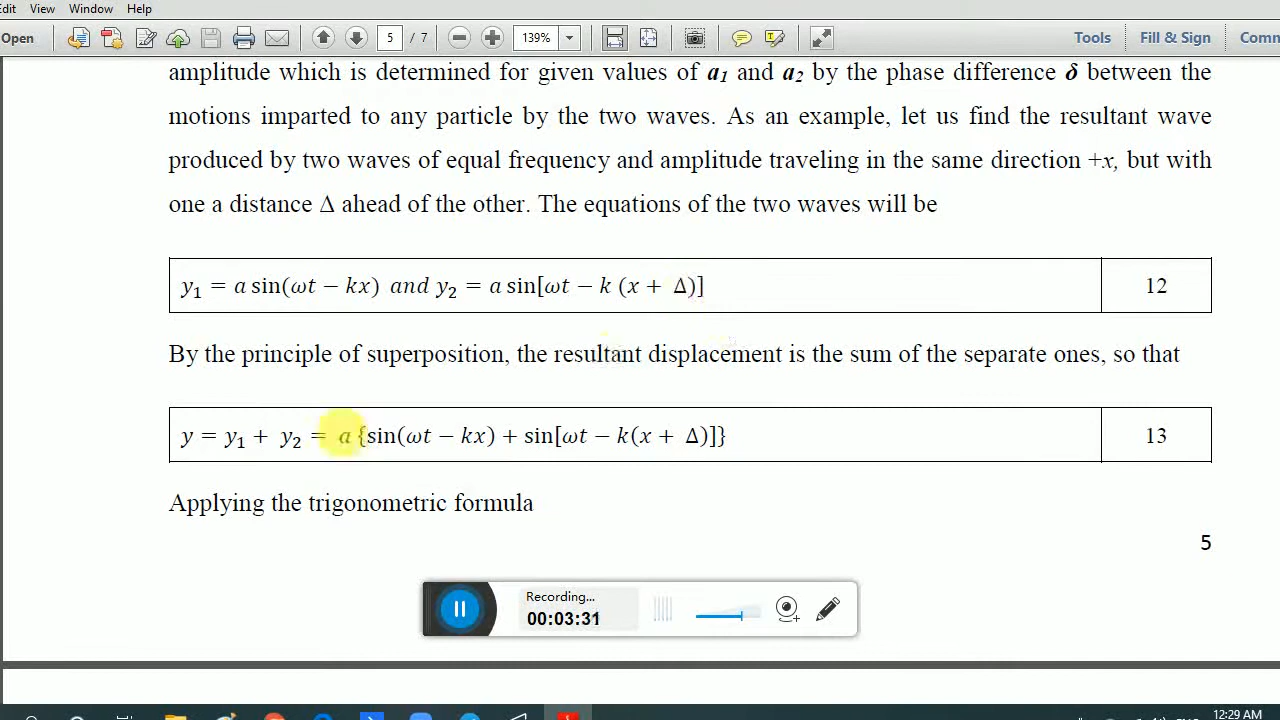 Edit View Window Help
Open 5 / 7 139% Tools Fill & Sign
amplitude which is determined for given values of a1 and a2 by the phase difference δ between the
motions imparted to any particle by the two waves. As an example, let us find the resultant wave
produced by two waves of equal frequency and amplitude traveling in the same direction +x, but with
one a distance Δ ahead of the other. The equations of the two waves will be
y₁ = a sin(ωt − kx) and y₂ = a sin[ωt − k (x + Δ)] 12
By the principle of superposition, the resultant displacement is the sum of the separate ones, so that
y = y₁ + y₂ = a {sin(ωt − kx) + sin[ωt − k(x + Δ)]} 13
Applying the trigonometric formula
5
Recording...
00:03:31
12:29 AM